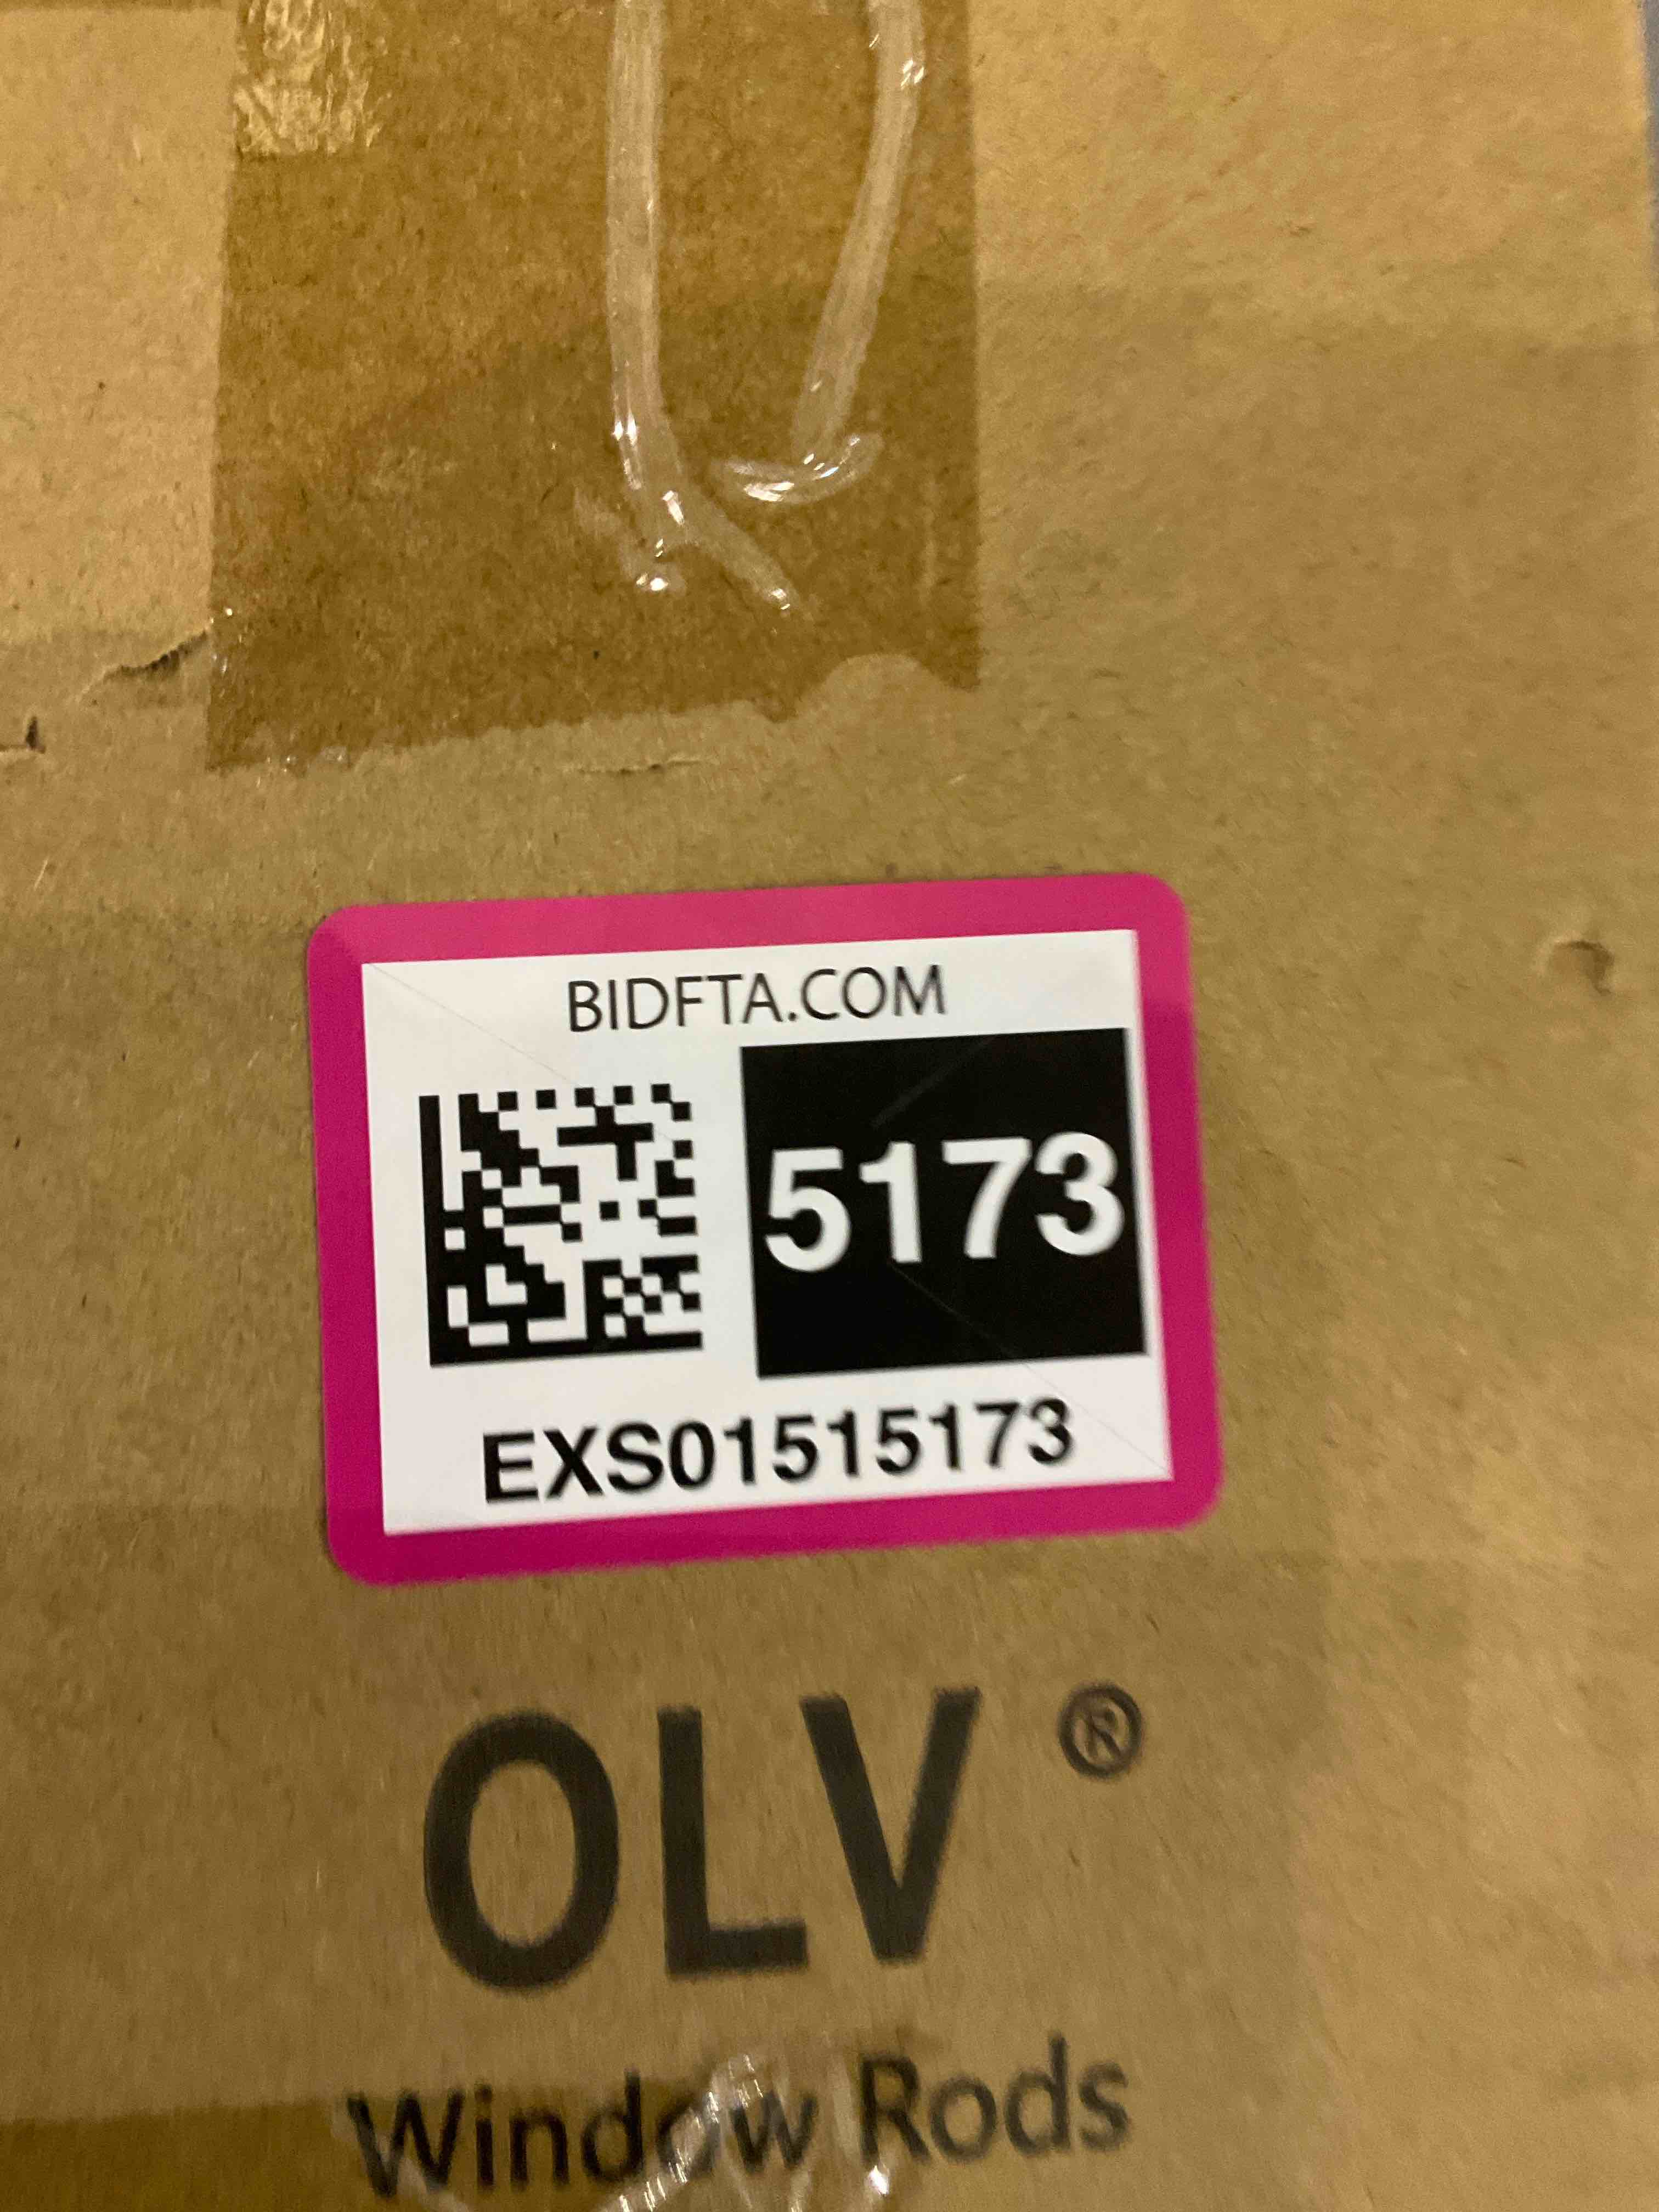 BIDFTA.COM
5173
EXS01515173
OLV®
Window Rods